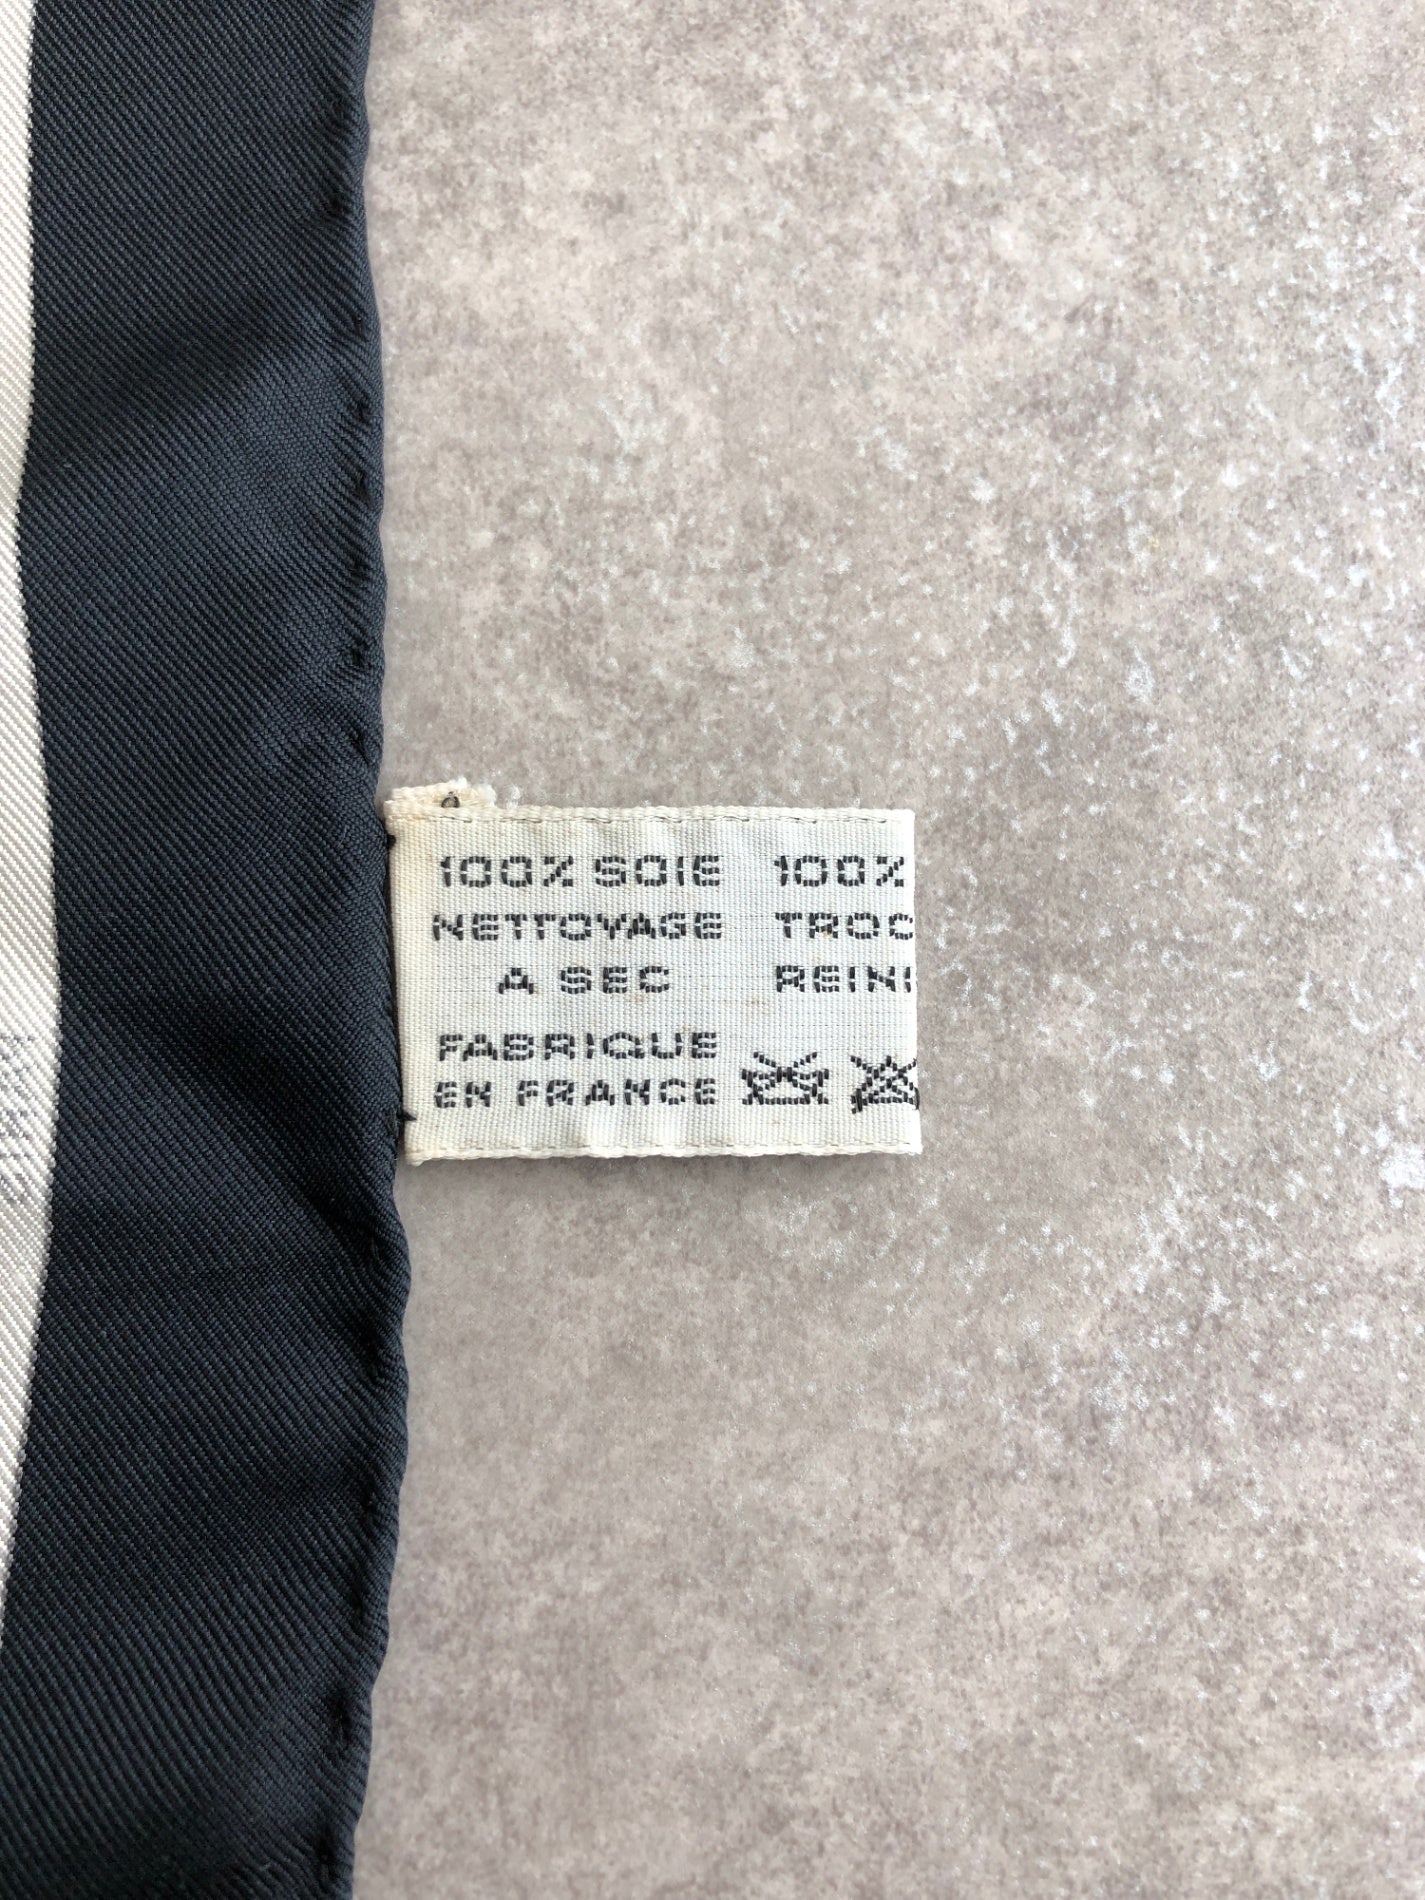 100% SOIE 100%
NETTOYAGE TROC
A SEC REINI
FABRIQUE
EN FRANCE